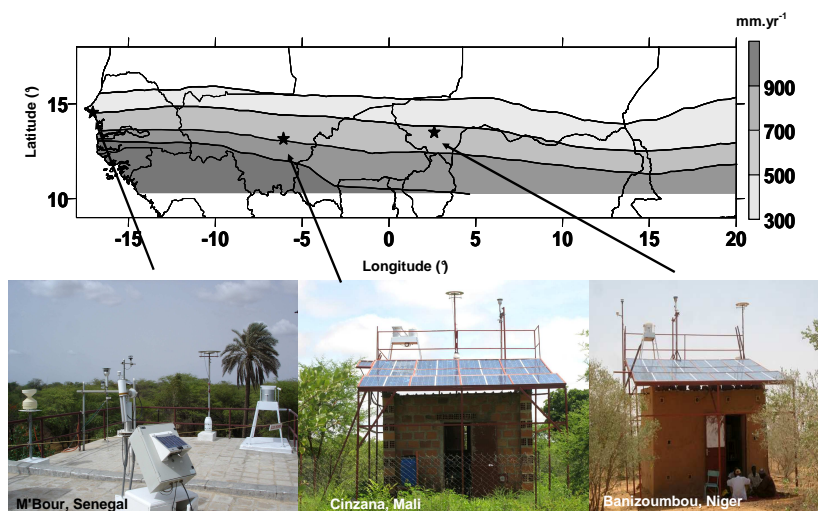 mm.yr-1
900
700
500
300
Latitude (°)
15
10
-15 -10 -5 0 5 10 15 20
Longitude (°)
M'Bour, Senegal
Cinzana, Mali
Banizoumbou, Niger